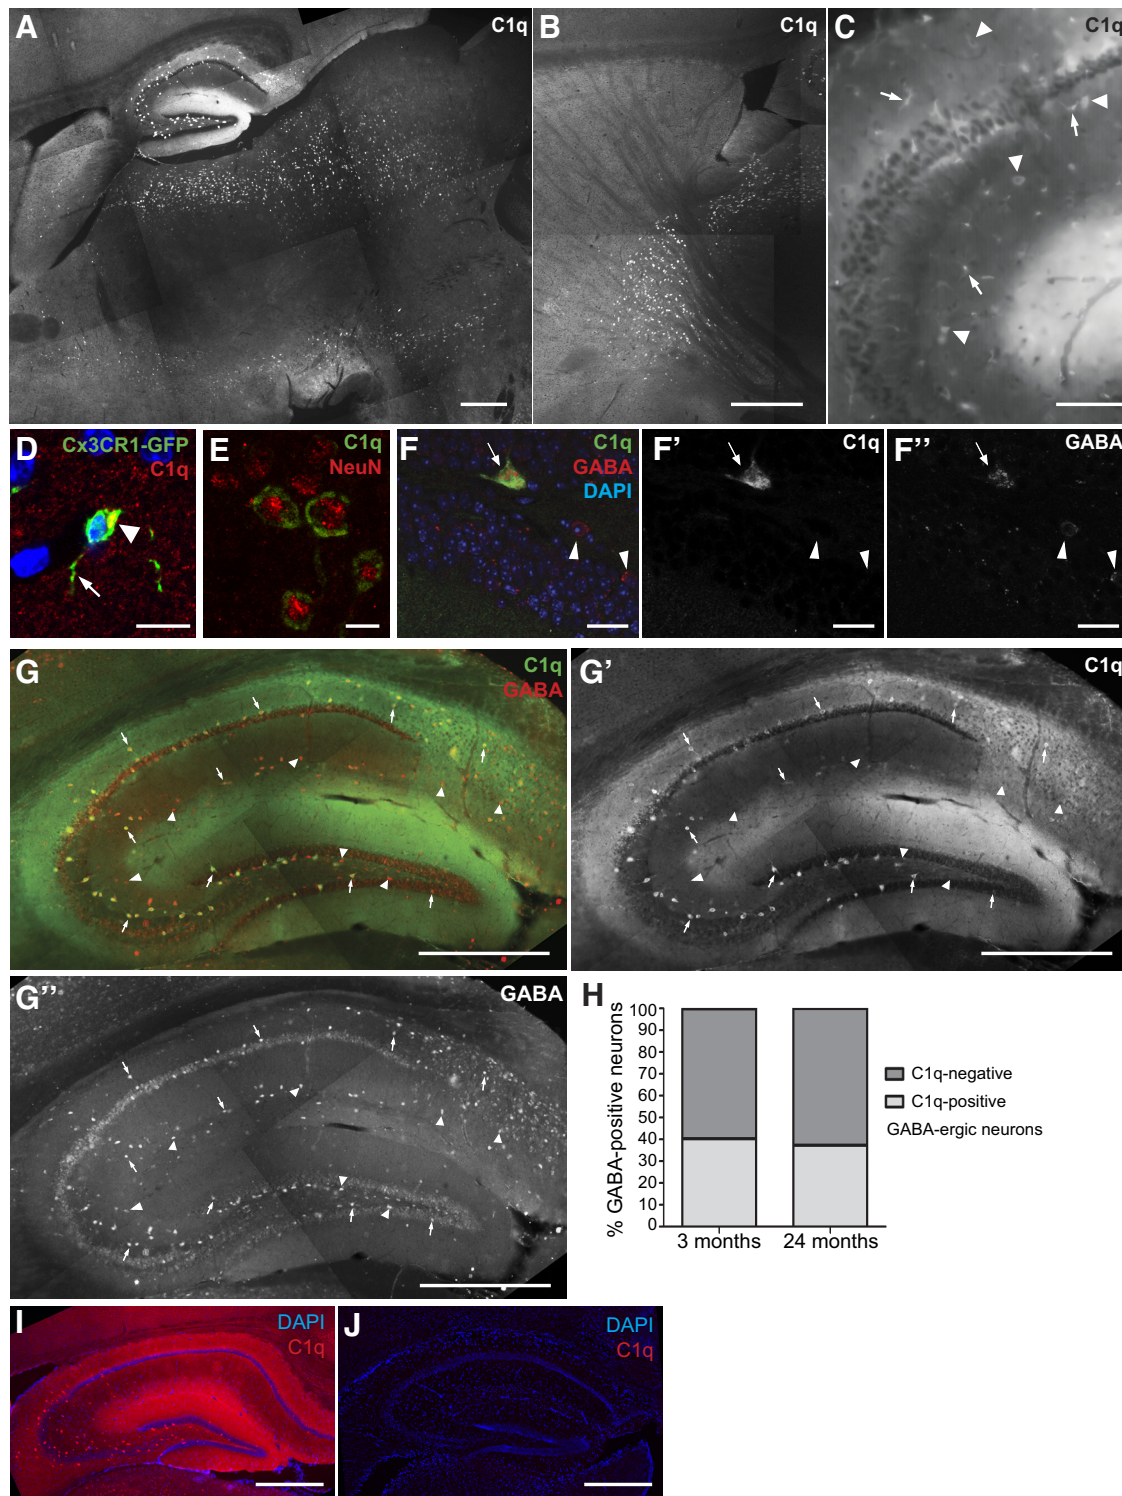 A
C1q
B
C1q
C
C1q
D
Cx3CR1-GFP
C1q
E
C1q
NeuN
F
C1q
GABA
DAPI
F'
C1q
F''
GABA
G
C1q
GABA
G'
C1q
G''
GABA
H
% GABA-positive neurons
100
90
80
70
60
50
40
30
20
10
0
3 months
24 months
C1q-negative
C1q-positive
GABA-ergic neurons
I
DAPI
C1q
J
DAPI
C1q